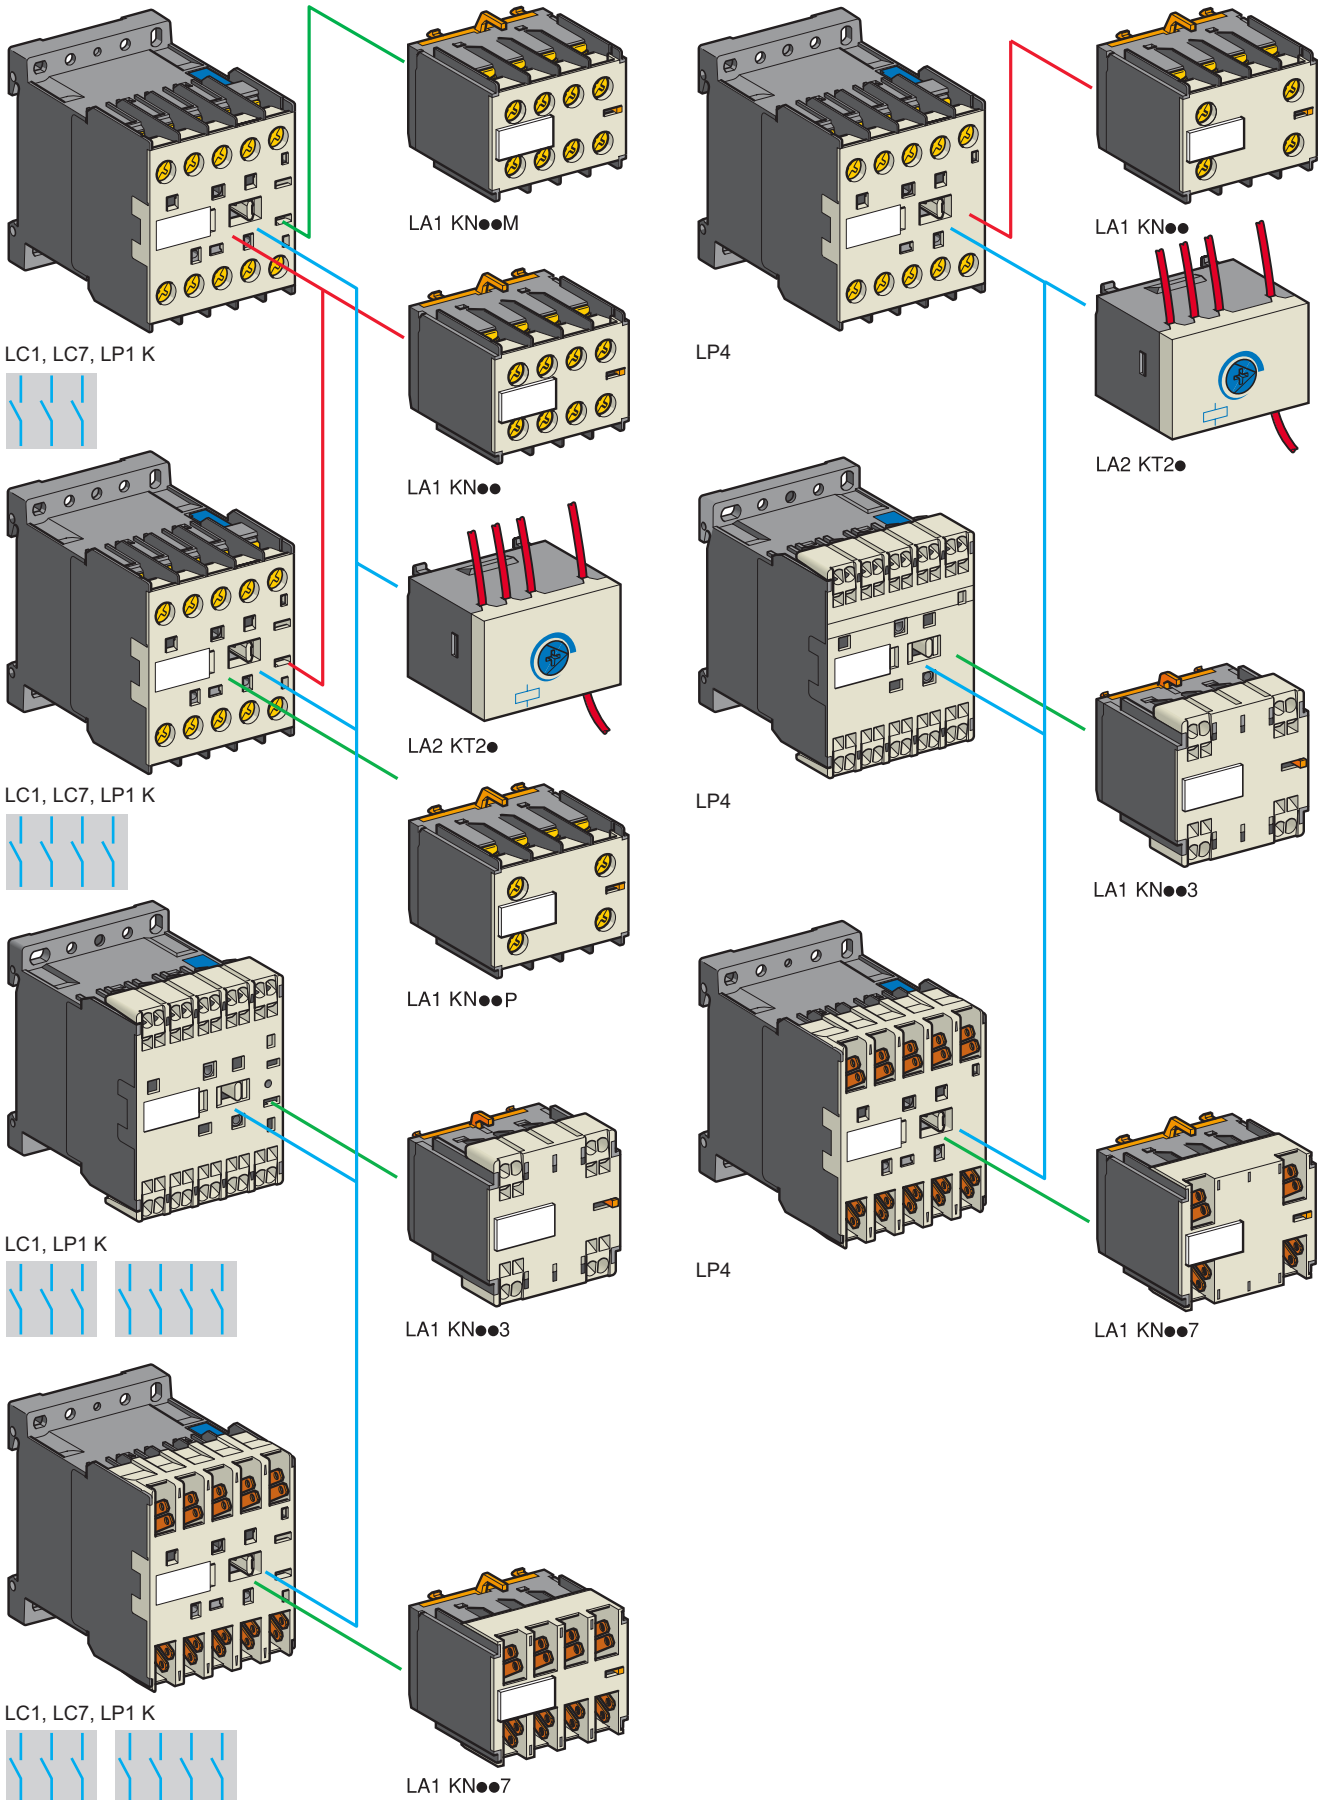 LA1 KN●●M
LA1 KN●●
LC1, LC7, LP1 K
LP4
LA2 KT2●
LA1 KN●●
LA2 KT2●
LC1, LC7, LP1 K
LP4
LA1 KN●●3
LA1 KN●●P
LC1, LP1 K
LP4
LA1 KN●●3
LA1 KN●●7
LC1, LC7, LP1 K
LA1 KN●●7